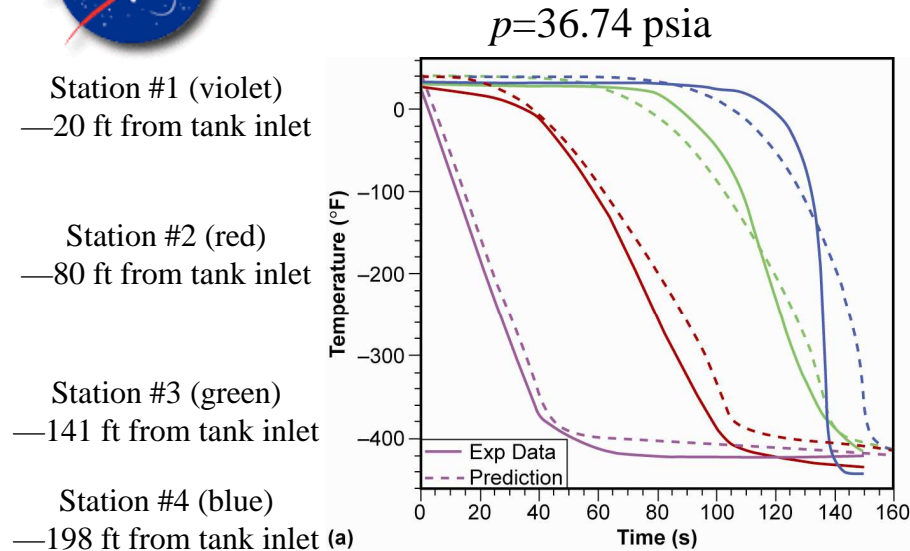 p=36.74 psia
Station #1 (violet)
—20 ft from tank inlet
Station #2 (red)
—80 ft from tank inlet
Station #3 (green)
—141 ft from tank inlet
Station #4 (blue)
—198 ft from tank inlet
(a)
Temperature (°F)
0
–100
–200
–300
–400
Exp Data
Prediction
0 20 40 60 80 100 120 140 160
Time (s)